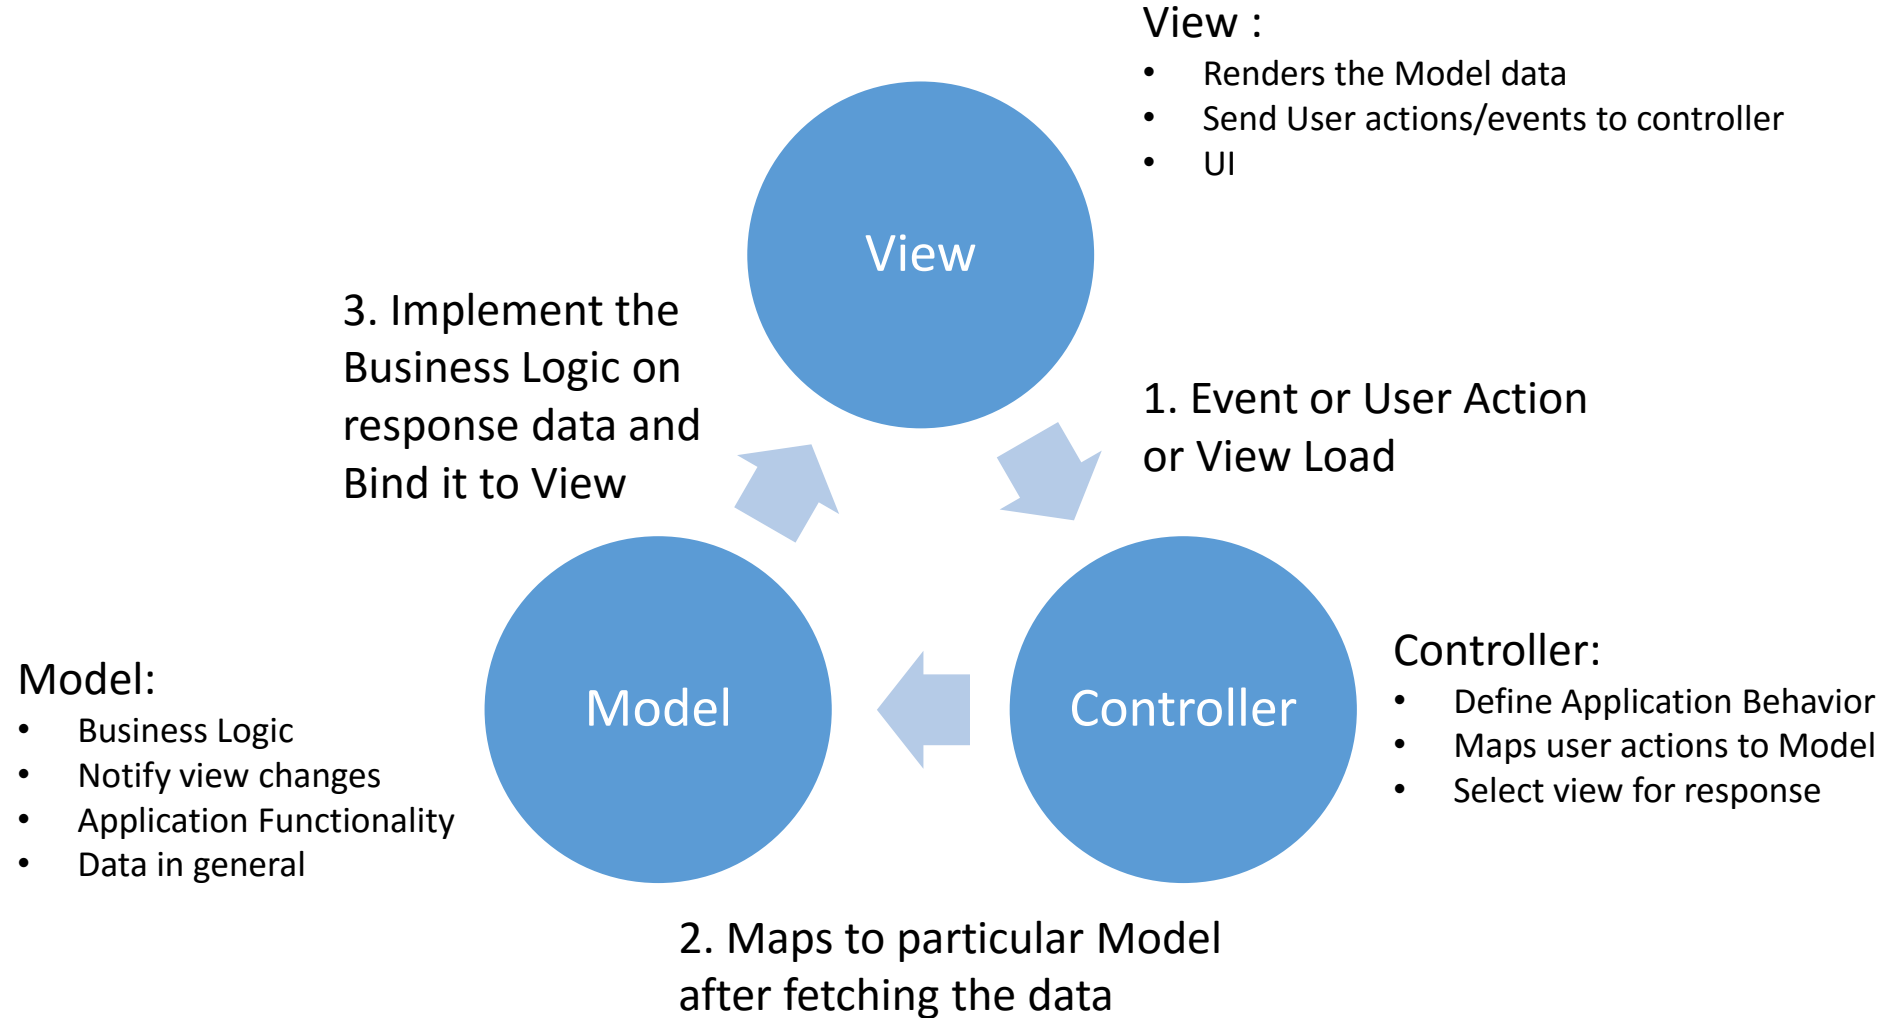 View :
• Renders the Model data
• Send User actions/events to controller
• UI
View
3. Implement the
Business Logic on
response data and
Bind it to View
1. Event or User Action
or View Load
Model:
• Business Logic
• Notify view changes
• Application Functionality
• Data in general
Model
Controller
Controller:
• Define Application Behavior
• Maps user actions to Model
• Select view for response
2. Maps to particular Model
after fetching the data